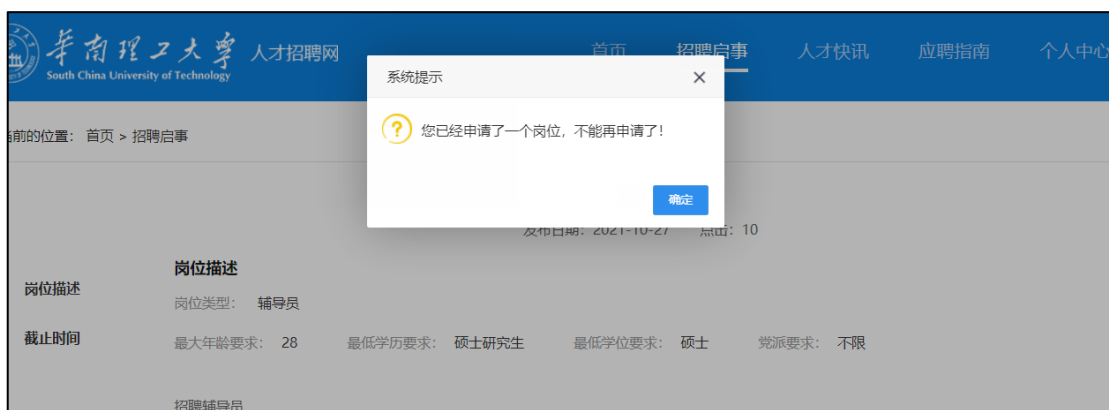 華南理工大學 人才招聘网 首页 招聘启事 人才快讯 应聘指南 个人中心
South China University of Technology
系统提示
当前的位置： 首页 > 招聘启事
您已经申请了一个岗位，不能再申请了！
确定
发布日期：2021-10-27 点击：10
岗位描述
岗位描述
岗位类型： 辅导员
截止时间
最大年龄要求： 28 最低学历要求： 硕士研究生 最低学位要求： 硕士 党派要求： 不限
招聘辅导员